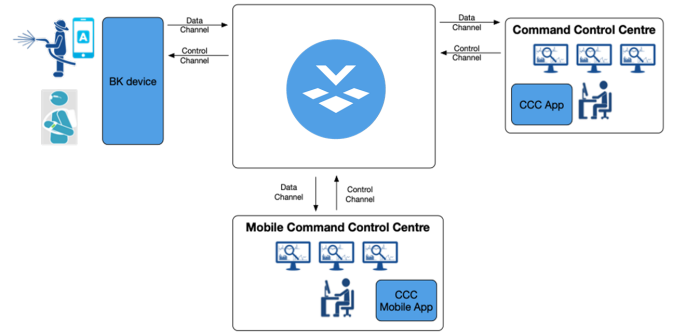 Data
Channel
Control
Channel
A
BK device
Data
Channel
Control
Channel
Command Control Centre
CCC App
Data
Channel
Control
Channel
Mobile Command Control Centre
CCC
Mobile App